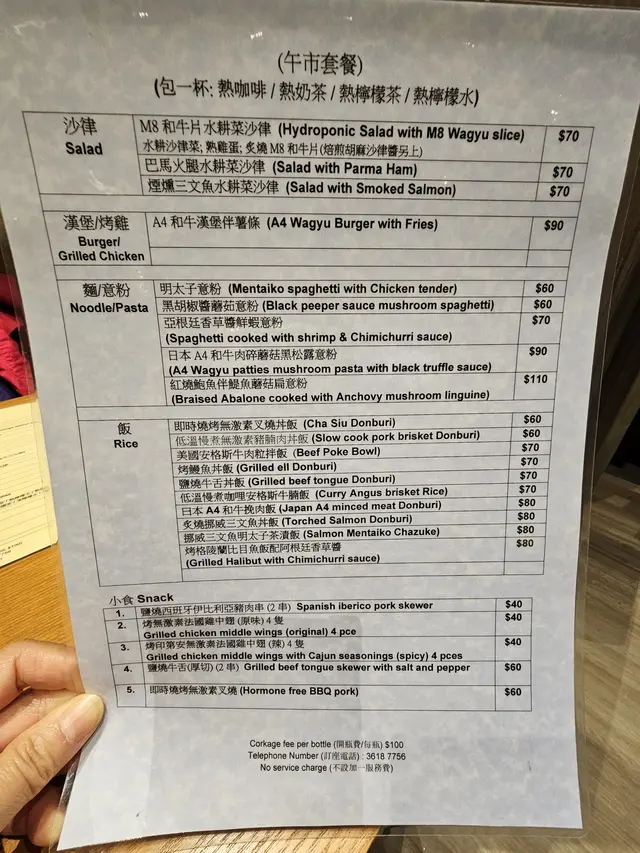 (午市套餐)
(包一杯: 熱咖啡 / 熱奶茶 / 熱檸檬茶 / 熱檸檬水)
沙律
Salad
M8 和牛片水耕菜沙律 (Hydroponic Salad with M8 Wagyu slice) $70
水耕沙律菜; 熟雞蛋; 炙燒 M8 和牛片(焙煎胡麻沙律醬另上)
巴馬火腿水耕菜沙律 (Salad with Parma Ham) $70
煙燻三文魚水耕菜沙律 (Salad with Smoked Salmon) $70
漢堡/烤雞
Burger/
Grilled Chicken
A4 和牛漢堡伴薯條 (A4 Wagyu Burger with Fries) $90
麵/意粉
Noodle/Pasta
明太子意粉 (Mentaiko spaghetti with Chicken tender) $60
黑胡椒醬蘑菇意粉 (Black peeper sauce mushroom spaghetti) $60
亞根廷香草醬鮮蝦意粉 $70
(Spaghetti cooked with shrimp & Chimichurri sauce)
日本 A4 和牛肉碎蘑菇黑松露意粉 $90
(A4 Wagyu patties mushroom pasta with black truffle sauce)
紅燒鮑魚伴鯷魚蘑菇扁意粉 $110
(Braised Abalone cooked with Anchovy mushroom linguine)
飯
Rice
即時燒烤無激素叉燒丼飯 (Cha Siu Donburi) $60
低溫慢煮無激素豬腩肉丼飯 (Slow cook pork brisket Donburi) $60
美國安格斯牛肉粒拌飯 (Beef Poke Bowl) $70
烤鰻魚丼飯 (Grilled ell Donburi) $70
鹽燒牛舌丼飯 (Grilled beef tongue Donburi) $70
低溫慢煮咖喱安格斯牛腩飯 (Curry Angus brisket Rice) $70
日本 A4 和牛挽肉飯 (Japan A4 minced meat Donburi) $80
炙燒挪威三文魚丼飯 (Torched Salmon Donburi) $80
挪威三文魚明太子茶漬飯 (Salmon Mentaiko Chazuke) $80
烤格陵蘭比目魚飯配阿根廷香草醬 $80
(Grilled Halibut with Chimichurri sauce)
小食 Snack
1. 鹽燒西班牙伊比利亞豬肉串 (2 串) Spanish iberico pork skewer $40
2. 烤無激素法國雞中翅 (原味) 4 隻 $40
Grilled chicken middle wings (original) 4 pce
3. 烤印第安無激素法國雞中翅 (辣) 4 隻 $40
Grilled chicken middle wings with Cajun seasonings (spicy) 4 pces
4. 鹽燒牛舌(厚切) (2 串) Grilled beef tongue skewer with salt and pepper $60
5. 即時燒烤無激素叉燒 (Hormone free BBQ pork) $60
Corkage fee per bottle (開瓶費/每瓶) $100
Telephone Number (訂座電話) : 3618 7756
No service charge (不設加一服務費)